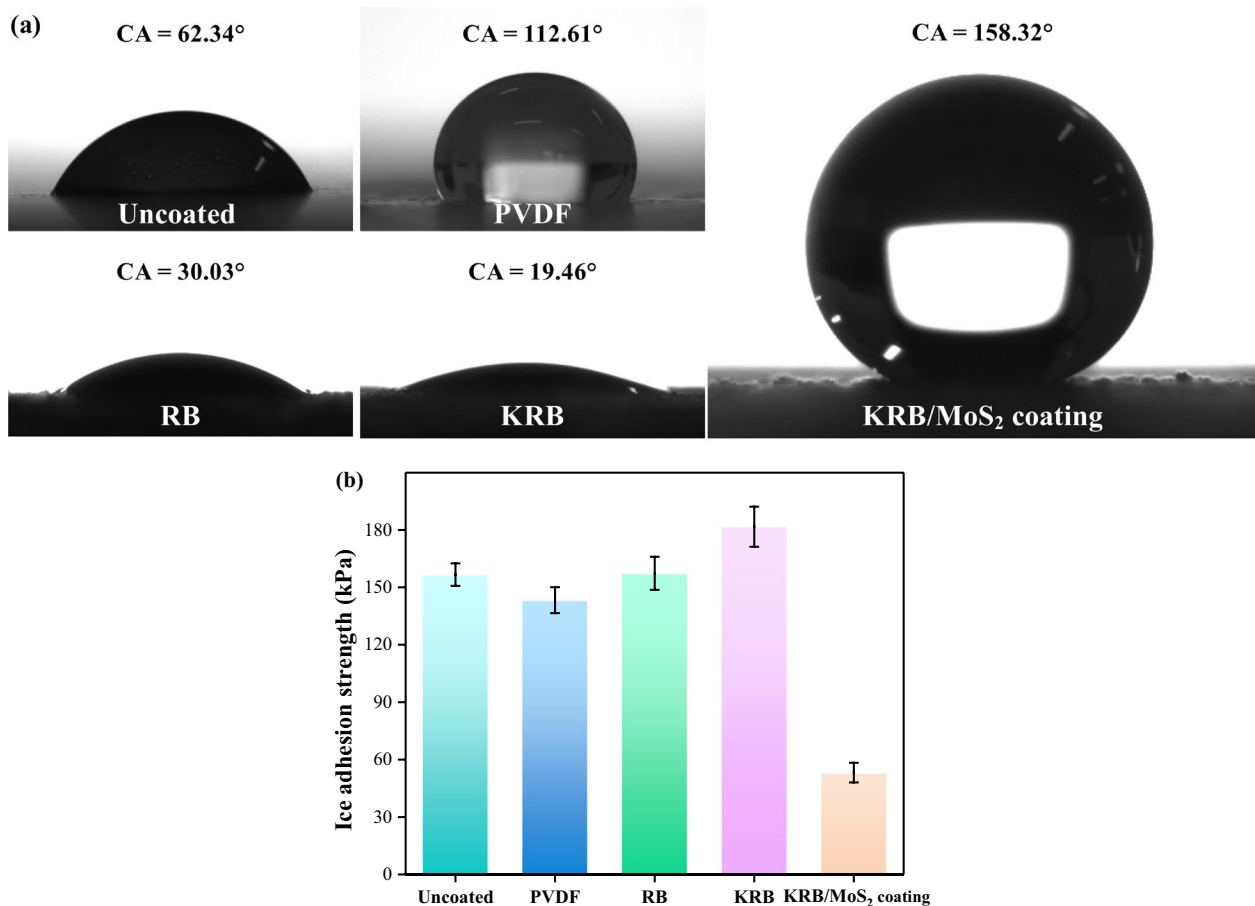 (a)
CA = 62.34°
CA = 112.61°
CA = 158.32°
Uncoated
PVDF
CA = 30.03°
CA = 19.46°
RB
KRB
KRB/MoS₂ coating
(b)
Ice adhesion strength (kPa)
180
150
120
90
60
30
0
Uncoated
PVDF
RB
KRB
KRB/MoS₂ coating